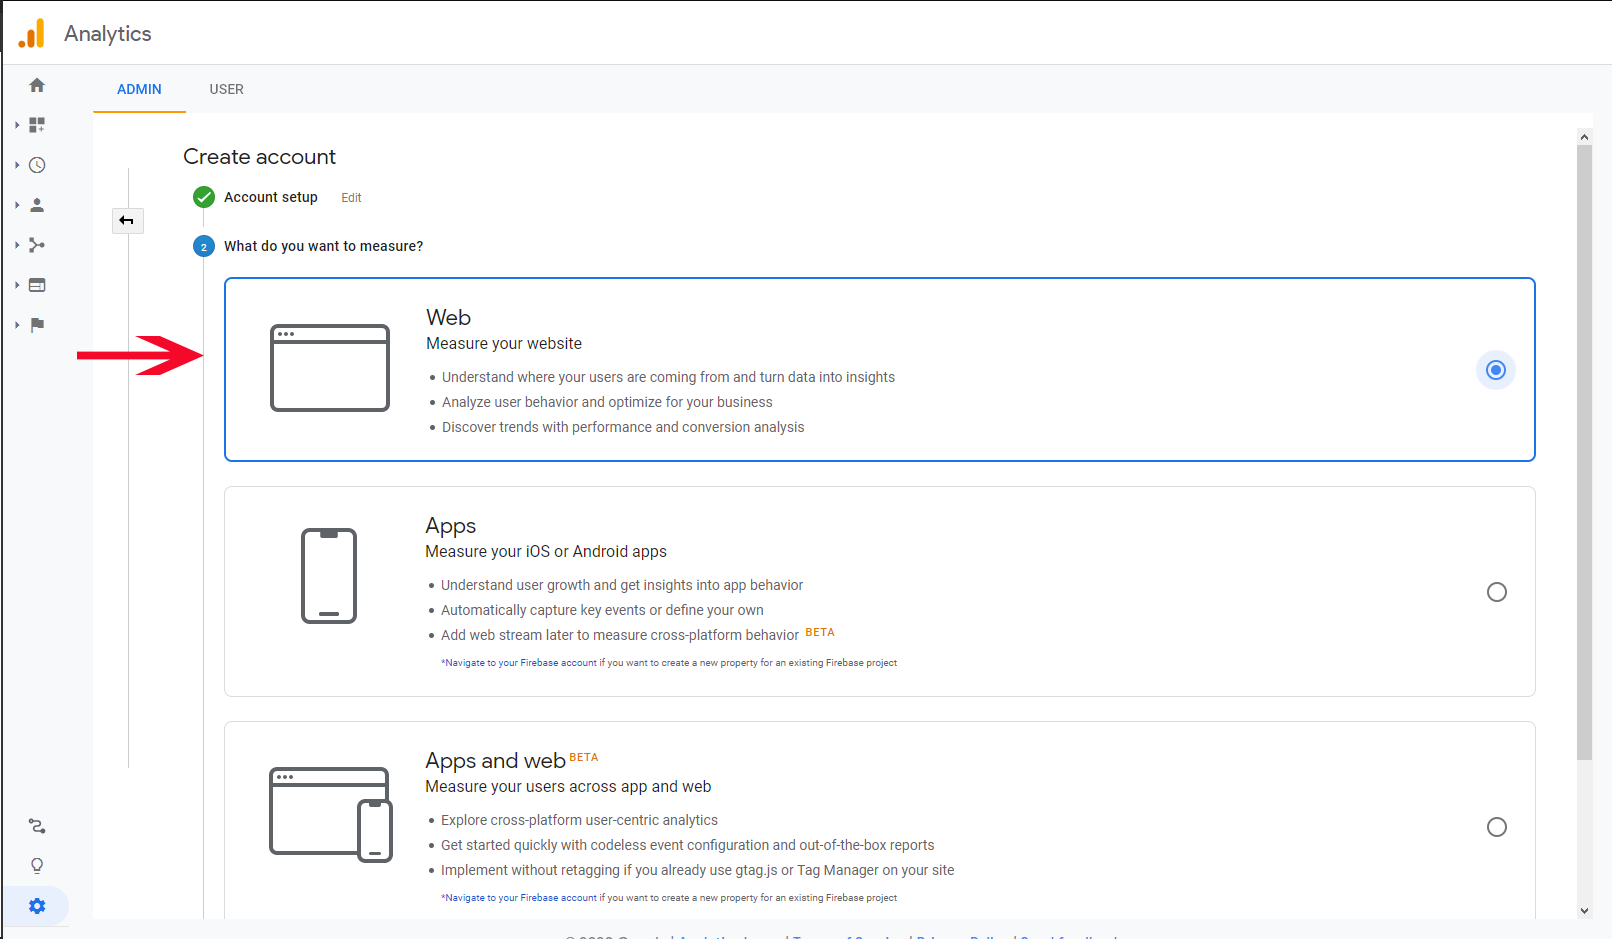 Analytics
ADMIN USER
Create account
Account setup Edit
2 What do you want to measure?
Web
Measure your website
• Understand where your users are coming from and turn data into insights
• Analyze user behavior and optimize for your business
• Discover trends with performance and conversion analysis
Apps
Measure your iOS or Android apps
• Understand user growth and get insights into app behavior
• Automatically capture key events or define your own
• Add web stream later to measure cross-platform behavior BETA
*Navigate to your Firebase account if you want to create a new property for an existing Firebase project
Apps and web BETA
Measure your users across app and web
• Explore cross-platform user-centric analytics
• Get started quickly with codeless event configuration and out-of-the-box reports
• Implement without retagging if you already use gtag.js or Tag Manager on your site
*Navigate to your Firebase account if you want to create a new property for an existing Firebase project